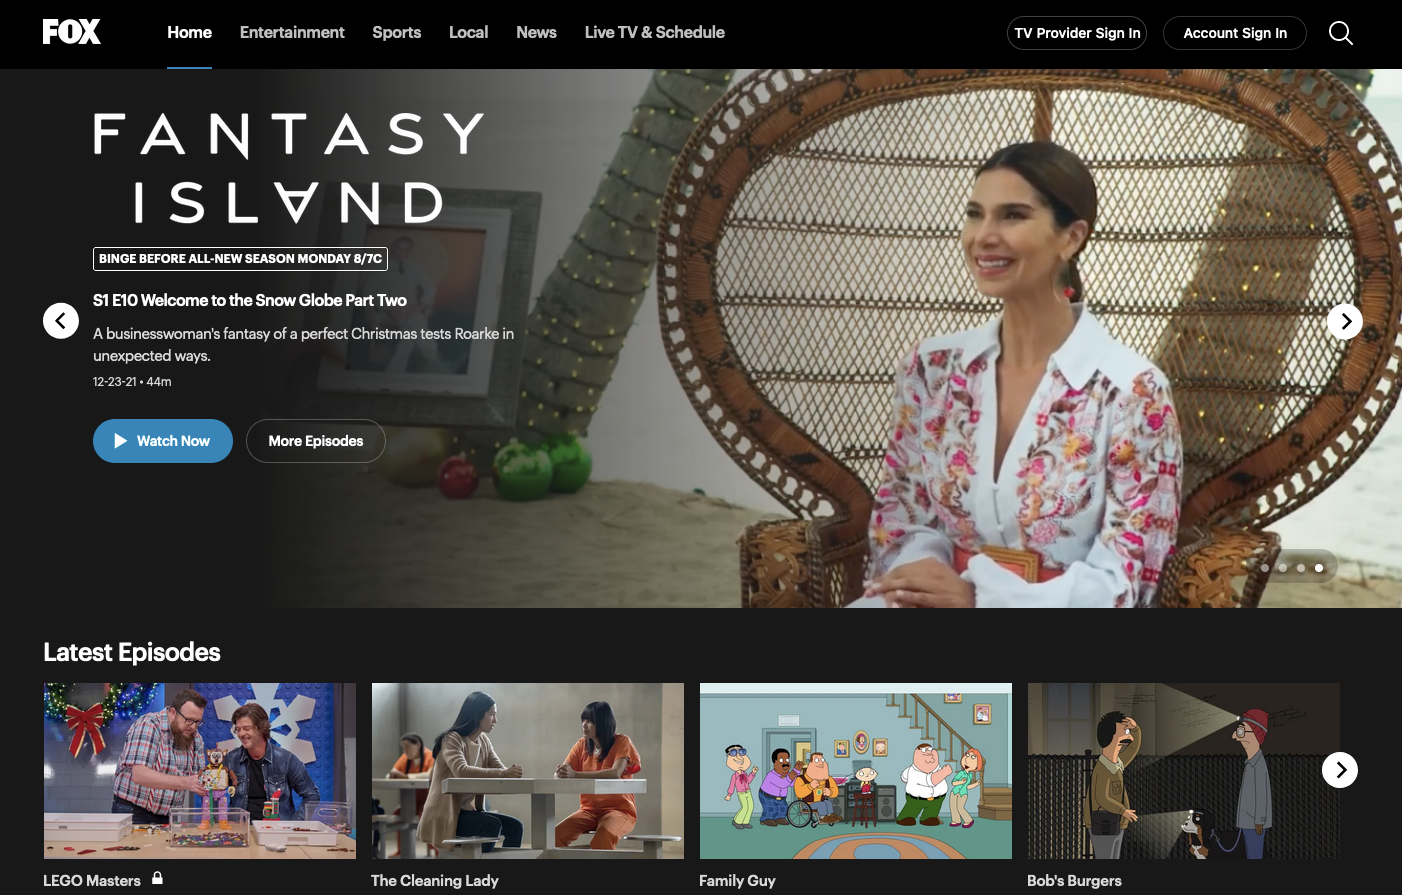 FOX
Home
Entertainment
Sports
Local
News
Live TV & Schedule
TV Provider Sign In
Account Sign In
FANTASY
ISLAND
BINGE BEFORE ALL-NEW SEASON MONDAY 8/7C
S1 E10 Welcome to the Snow Globe Part Two
A businesswoman's fantasy of a perfect Christmas tests Roarke in
unexpected ways.
12-23-21 • 44m
Watch Now
More Episodes
Latest Episodes
LEGO Masters
The Cleaning Lady
Family Guy
Bob's Burgers